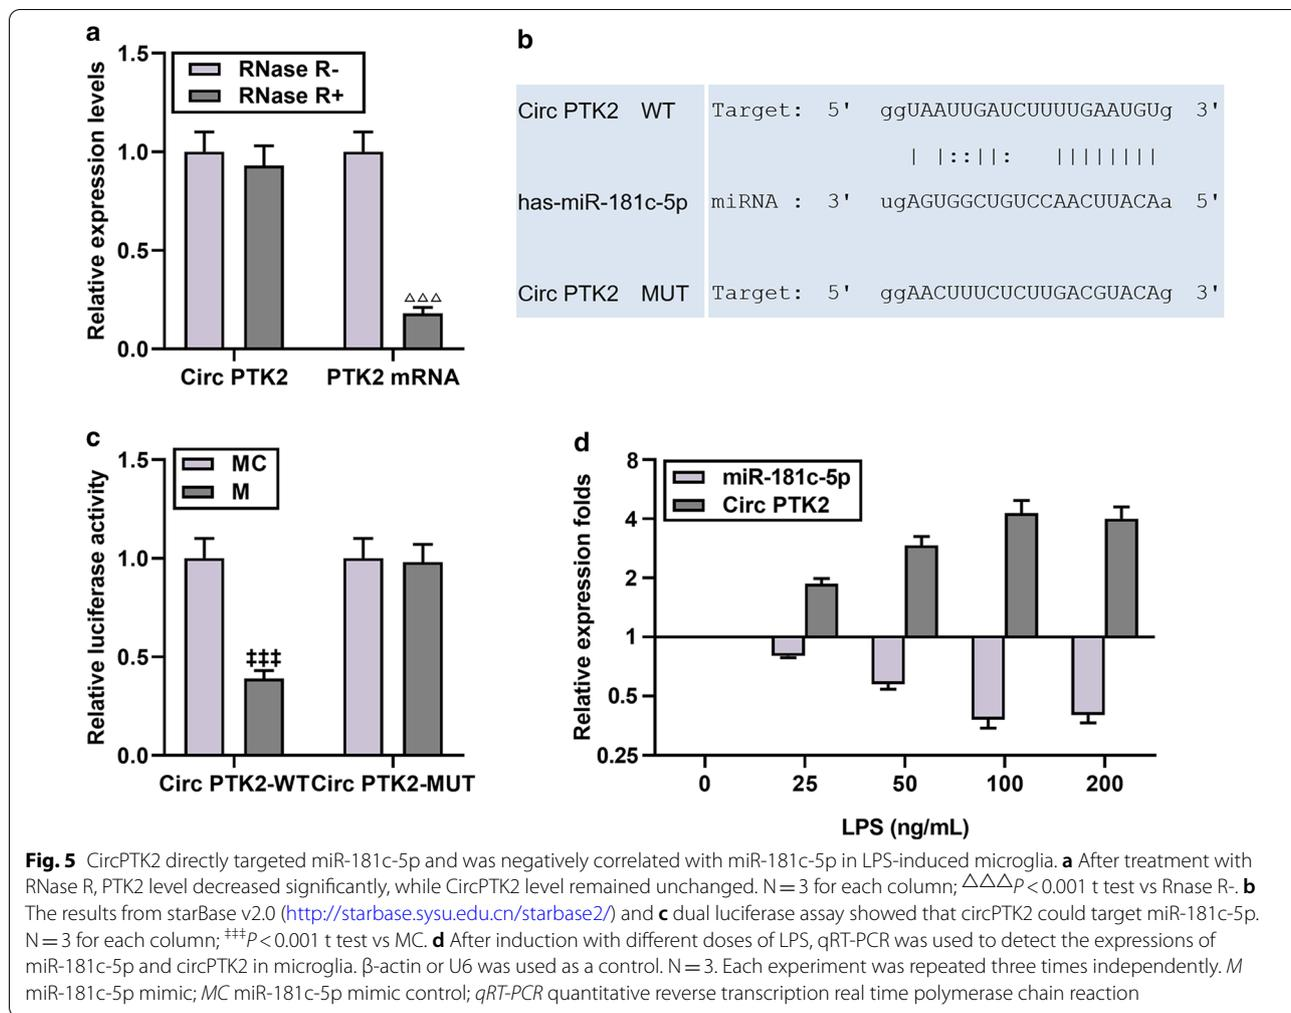 a
1.5
1.0
0.5
0.0
Relative expression levels
RNase R-
RNase R+
△△△
Circ PTK2
PTK2 mRNA
b
Circ PTK2 WT Target: 5' ggUAAUUGAUCUUUUGAAUGUg 3'
| |::||: ||||||||
has-miR-181c-5p miRNA : 3' ugAGUGGCUGUCCAACUUACAa 5'
Circ PTK2 MUT Target: 5' ggAACUUUCUCUUGACGUACAg 3'
c
1.5
1.0
0.5
0.0
Relative luciferase activity
MC
M
‡‡‡
Circ PTK2-WT
Circ PTK2-MUT
d
8
4
2
1
0.5
0.25
Relative expression folds
miR-181c-5p
Circ PTK2
0 25 50 100 200
LPS (ng/mL)
Fig. 5 CircPTK2 directly targeted miR-181c-5p and was negatively correlated with miR-181c-5p in LPS-induced microglia. a After treatment with
RNase R, PTK2 level decreased significantly, while CircPTK2 level remained unchanged. N = 3 for each column; △△△P < 0.001 t test vs Rnase R-. b
The results from starBase v2.0 (http://starbase.sysu.edu.cn/starbase2/) and c dual luciferase assay showed that circPTK2 could target miR-181c-5p.
N = 3 for each column; ‡‡‡P < 0.001 t test vs MC. d After induction with different doses of LPS, qRT-PCR was used to detect the expressions of
miR-181c-5p and circPTK2 in microglia. β-actin or U6 was used as a control. N = 3. Each experiment was repeated three times independently. M
miR-181c-5p mimic; MC miR-181c-5p mimic control; qRT-PCR quantitative reverse transcription real time polymerase chain reaction